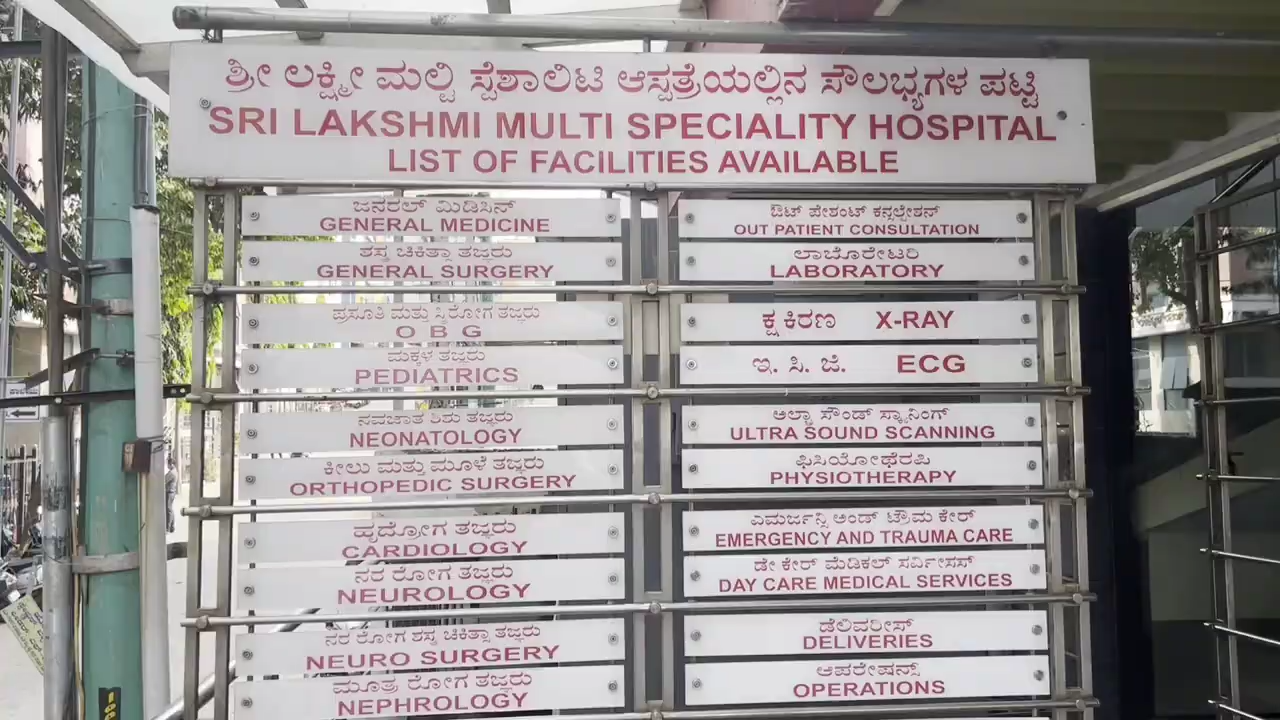 ಶ್ರೀ ಲಕ್ಷ್ಮೀ ಮಲ್ಟಿ ಸ್ಪೆಶಾಲಿಟಿ ಆಸ್ಪತ್ರೆಯಲ್ಲಿನ ಸೌಲಭ್ಯಗಳ ಪಟ್ಟಿ
SRI LAKSHMI MULTI SPECIALITY HOSPITAL
LIST OF FACILITIES AVAILABLE
ಜನರಲ್ ಮಿಡಿಸಿನ್
GENERAL MEDICINE
ಶಸ್ತ್ರ ಚಿಕಿತ್ಸಾ ತಜ್ಞರು
GENERAL SURGERY
ಪ್ರಸೂತಿ ಮತ್ತು ಸ್ತ್ರಿರೋಗ ತಜ್ಞರು
O B G
ಮಕ್ಕಳ ತಜ್ಞರು
PEDIATRICS
ನವಜಾತ ಶಿಶು ತಜ್ಞರು
NEONATOLOGY
ಕೀಲು ಮತ್ತು ಮೂಳೆ ತಜ್ಞರು
ORTHOPEDIC SURGERY
ಹೃದ್ರೋಗ ತಜ್ಞರು
CARDIOLOGY
ನರ ರೋಗ ತಜ್ಞರು
NEUROLOGY
ನರ ರೋಗ ಶಸ್ತ್ರ ಚಿಕಿತ್ಸಾ ತಜ್ಞರು
NEURO SURGERY
ಮೂತ್ರ ರೋಗ ತಜ್ಞರು
NEPHROLOGY
ಔಟ್ ಪೇಶಂಟ್ ಕನ್ಸಲ್ಟೇಶನ್
OUT PATIENT CONSULTATION
ಲಾಬೊರೇಟರಿ
LABORATORY
ಕ್ಷ ಕಿರಣ X-RAY
ಇ. ಸಿ. ಜಿ. ECG
ಅಲ್ಟ್ರಾ ಸೌಂಡ್ ಸ್ಕ್ಯಾನಿಂಗ್
ULTRA SOUND SCANNING
ಫಿಸಿಯೋಥೆರಪಿ
PHYSIOTHERAPY
ಎಮರ್ಜನ್ಸಿ ಅಂಡ್ ಟ್ರೌಮ ಕೇರ್
EMERGENCY AND TRAUMA CARE
ಡೇ ಕೇರ್ ಮೆಡಿಕಲ್ ಸರ್ವೀಸಸ್
DAY CARE MEDICAL SERVICES
ಡೆಲಿವರೀಸ್
DELIVERIES
ಆಪರೇಷನ್ಸ್
OPERATIONS